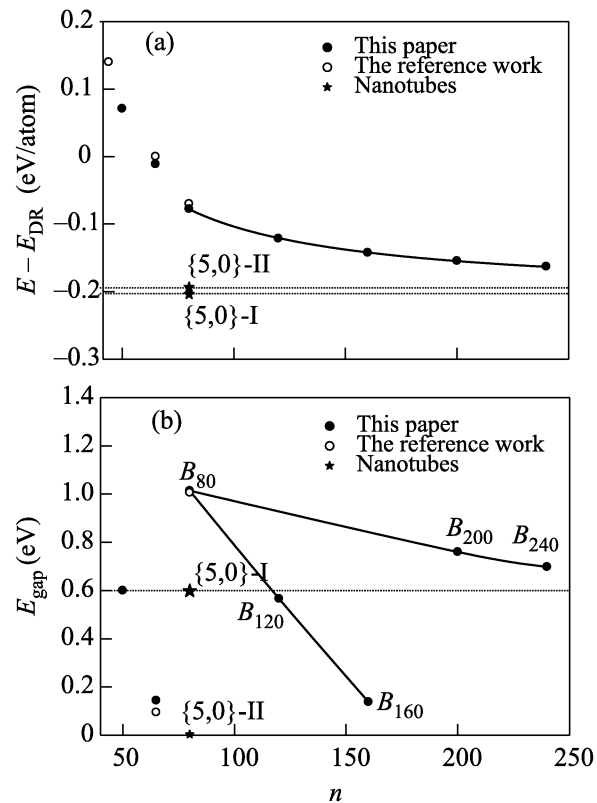 0.2
(a)
This paper
The reference work
Nanotubes
0.1
0
−0.1
−0.2
−0.3
E − E_DR (eV/atom)
{5,0}-II
{5,0}-I
1.4
(b)
This paper
The reference work
Nanotubes
1.2
1.0
0.8
0.6
0.4
0.2
0
E_gap (eV)
B_80
B_200
B_240
{5,0}-I
B_120
{5,0}-II
B_160
50 100 150 200 250
n